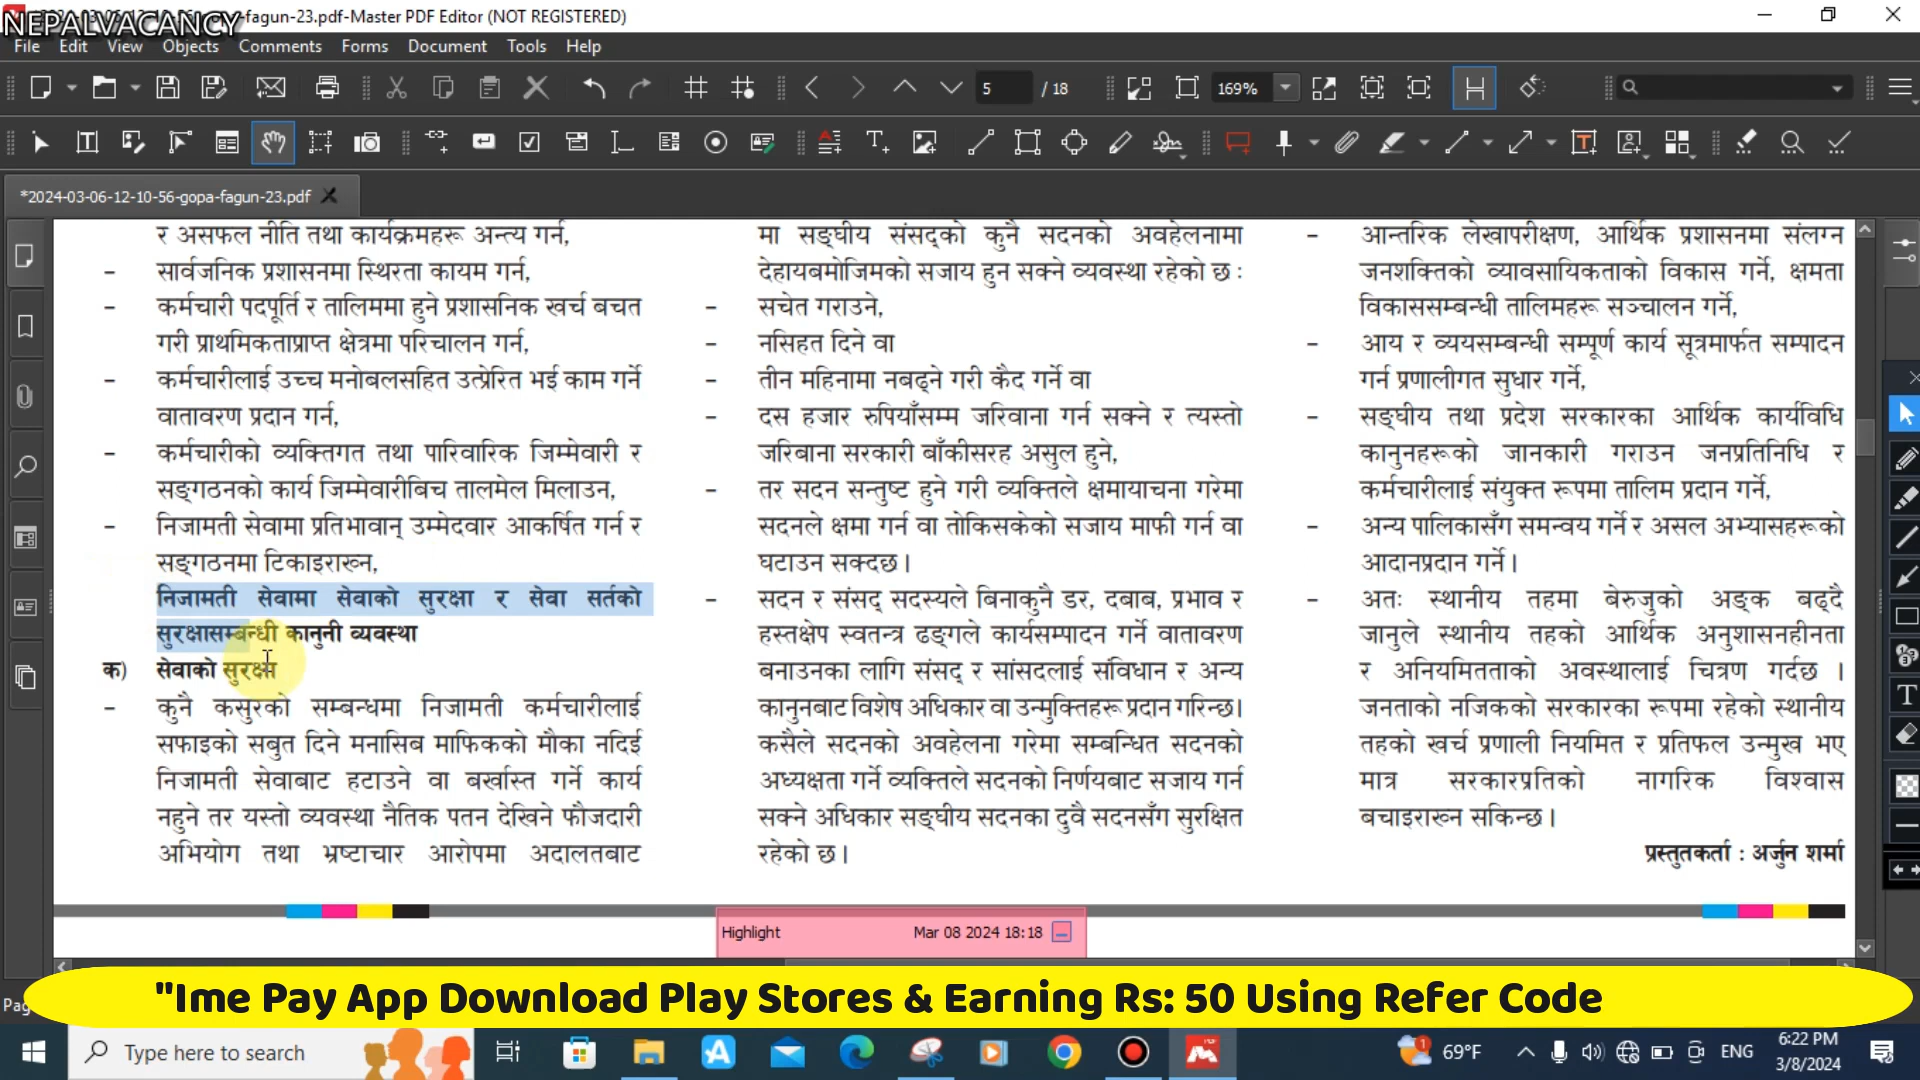 NEPALVACANCY
-fagun-23.pdf-Master PDF Editor (NOT REGISTERED)
File Edit View Objects Comments Forms Document Tools Help
5 / 18 169%
*2024-03-06-12-10-56-gopa-fagun-23.pdf
र असफल नीति तथा कार्यक्रमहरू अन्त्य गर्न,
– सार्वजनिक प्रशासनमा स्थिरता कायम गर्न,
– कर्मचारी पदपूर्ति र तालिममा हुने प्रशासनिक खर्च बचत
गरी प्राथमिकताप्राप्त क्षेत्रमा परिचालन गर्न,
– कर्मचारीलाई उच्च मनोबलसहित उत्प्रेरित भई काम गर्ने
वातावरण प्रदान गर्न,
– कर्मचारीको व्यक्तिगत तथा पारिवारिक जिम्मेवारी र
सङ्गठनको कार्य जिम्मेवारीबिच तालमेल मिलाउन,
– निजामती सेवामा प्रतिभावान् उम्मेदवार आकर्षित गर्न र
सङ्गठनमा टिकाइराख्न,
निजामती सेवामा सेवाको सुरक्षा र सेवा सर्तको
सुरक्षासम्बन्धी कानुनी व्यवस्था
क) सेवाको सुरक्षा
– कुनै कसुरको सम्बन्धमा निजामती कर्मचारीलाई
सफाइको सबुत दिने मनासिब माफिकको मौका नदिई
निजामती सेवाबाट हटाउने वा बर्खास्त गर्ने कार्य
नहुने तर यस्तो व्यवस्था नैतिक पतन देखिने फौजदारी
अभियोग तथा भ्रष्टाचार आरोपमा अदालतबाट
मा सङ्घीय संसद्को कुनै सदनको अवहेलनामा
देहायबमोजिमको सजाय हुन सक्ने व्यवस्था रहेको छ :
– सचेत गराउने,
– नसिहत दिने वा
– तीन महिनामा नबढ्ने गरी कैद गर्ने वा
– दस हजार रुपियाँसम्म जरिवाना गर्न सक्ने र त्यस्तो
जरिबाना सरकारी बाँकीसरह असुल हुने,
– तर सदन सन्तुष्ट हुने गरी व्यक्तिले क्षमायाचना गरेमा
सदनले क्षमा गर्न वा तोकिसकेको सजाय माफी गर्न वा
घटाउन सक्दछ।
– सदन र संसद् सदस्यले बिनाकुनै डर, दबाब, प्रभाव र
हस्तक्षेप स्वतन्त्र ढङ्गले कार्यसम्पादन गर्ने वातावरण
बनाउनका लागि संसद् र सांसदलाई संविधान र अन्य
कानुनबाट विशेष अधिकार वा उन्मुक्तिहरू प्रदान गरिन्छ।
कसैले सदनको अवहेलना गरेमा सम्बन्धित सदनको
अध्यक्षता गर्ने व्यक्तिले सदनको निर्णयबाट सजाय गर्न
सक्ने अधिकार सङ्घीय सदनका दुवै सदनसँग सुरक्षित
रहेको छ।
– आन्तरिक लेखापरीक्षण, आर्थिक प्रशासनमा संलग्न
जनशक्तिको व्यावसायिकताको विकास गर्ने, क्षमता
विकाससम्बन्धी तालिमहरू सञ्चालन गर्ने,
– आय र व्ययसम्बन्धी सम्पूर्ण कार्य सूत्रमार्फत सम्पादन
गर्न प्रणालीगत सुधार गर्ने,
– सङ्घीय तथा प्रदेश सरकारका आर्थिक कार्यविधि
कानुनहरूको जानकारी गराउन जनप्रतिनिधि र
कर्मचारीलाई संयुक्त रूपमा तालिम प्रदान गर्ने,
– अन्य पालिकासँग समन्वय गर्ने र असल अभ्यासहरूको
आदानप्रदान गर्ने।
– अतः स्थानीय तहमा बेरुजुको अङ्क बढ्दै
जानुले स्थानीय तहको आर्थिक अनुशासनहीनता
र अनियमितताको अवस्थालाई चित्रण गर्दछ ।
जनताको नजिकको सरकारका रूपमा रहेको स्थानीय
तहको खर्च प्रणाली नियमित र प्रतिफल उन्मुख भए
मात्र सरकारप्रतिको नागरिक विश्वास
बचाइराख्न सकिन्छ।
प्रस्तुतकर्ता : अर्जुन शर्मा
Highlight Mar 08 2024 18:18
"Ime Pay App Download Play Stores & Earning Rs: 50 Using Refer Code
Type here to search
69°F ENG
6:22 PM
3/8/2024